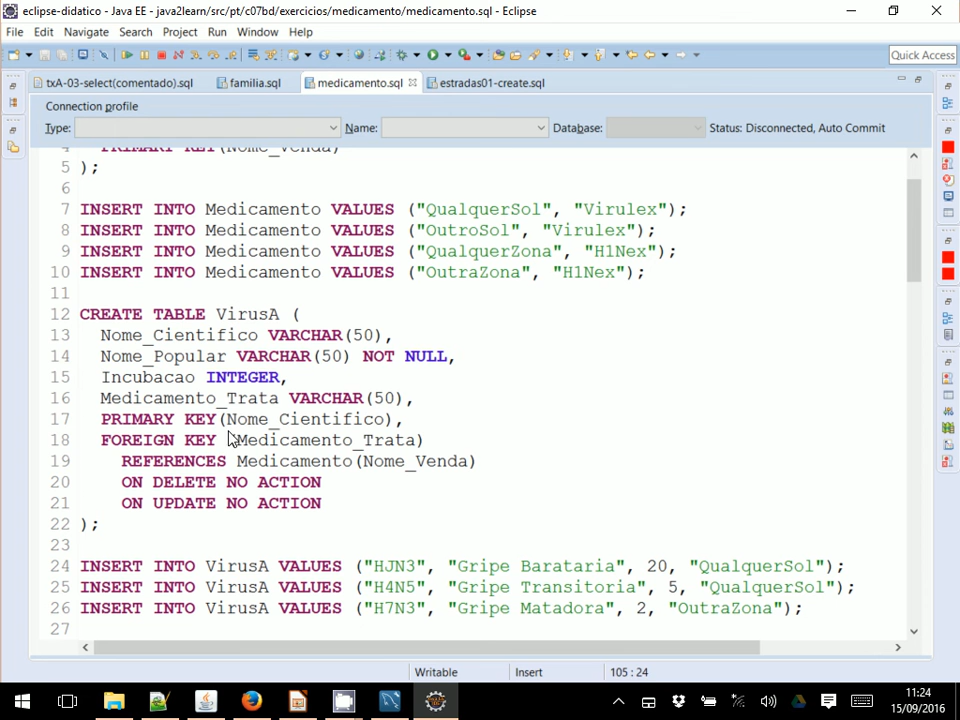 eclipse-didatico - Java EE - java2learn/src/pt/c07bd/exercicios/medicamento/medicamento.sql - Eclipse
File Edit Navigate Search Project Run Window Help
Quick Access
txA-03-select(comentado).sql familia.sql medicamento.sql estradas01-create.sql
Connection profile
Type: Name: Database: Status: Disconnected, Auto Commit
4 PRIMARY KEY(Nome_Venda)
5 );
6
7 INSERT INTO Medicamento VALUES ("QualquerSol", "Virulex");
8 INSERT INTO Medicamento VALUES ("OutroSol", "Virulex");
9 INSERT INTO Medicamento VALUES ("QualquerZona", "H1Nex");
10 INSERT INTO Medicamento VALUES ("OutraZona", "H1Nex");
11
12 CREATE TABLE VirusA (
13 Nome_Cientifico VARCHAR(50),
14 Nome_Popular VARCHAR(50) NOT NULL,
15 Incubacao INTEGER,
16 Medicamento_Trata VARCHAR(50),
17 PRIMARY KEY(Nome_Cientifico),
18 FOREIGN KEY (Medicamento_Trata)
19 REFERENCES Medicamento(Nome_Venda)
20 ON DELETE NO ACTION
21 ON UPDATE NO ACTION
22 );
23
24 INSERT INTO VirusA VALUES ("HJN3", "Gripe Barataria", 20, "QualquerSol");
25 INSERT INTO VirusA VALUES ("H4N5", "Gripe Transitoria", 5, "QualquerSol");
26 INSERT INTO VirusA VALUES ("H7N3", "Gripe Matadora", 2, "OutraZona");
27
Writable Insert 105 : 24
11:24
15/09/2016